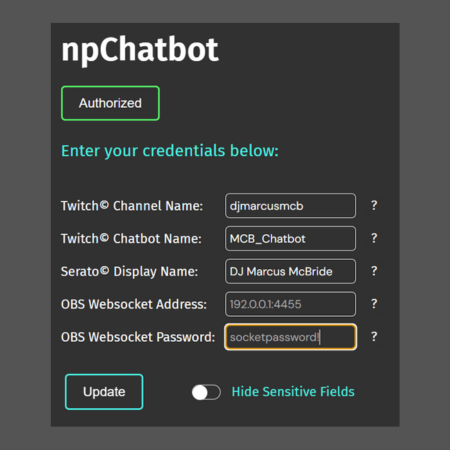 npChatbot
Authorized
Enter your credentials below:
Twitch© Channel Name: djmarcusmcb ?
Twitch© Chatbot Name: MCB_Chatbot ?
Serato© Display Name: DJ Marcus McBride ?
OBS Websocket Address: 192.0.0.1:4455 ?
OBS Websocket Password: socketpassword! ?
Update Hide Sensitive Fields